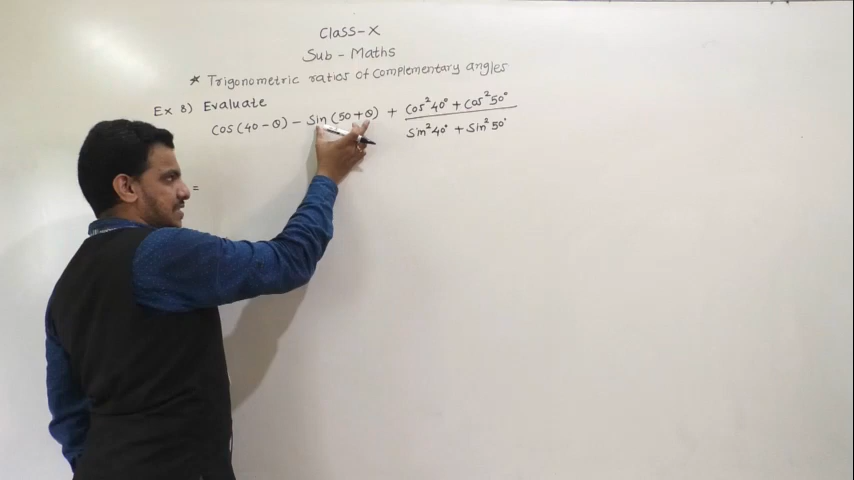 Class-X
Sub - Maths
* Trigonometric ratios of complementary angles
Ex 8) Evaluate
cos(40-θ) - sin(50+θ) + cos²40° + cos²50°
sin²40° + sin²50°
=